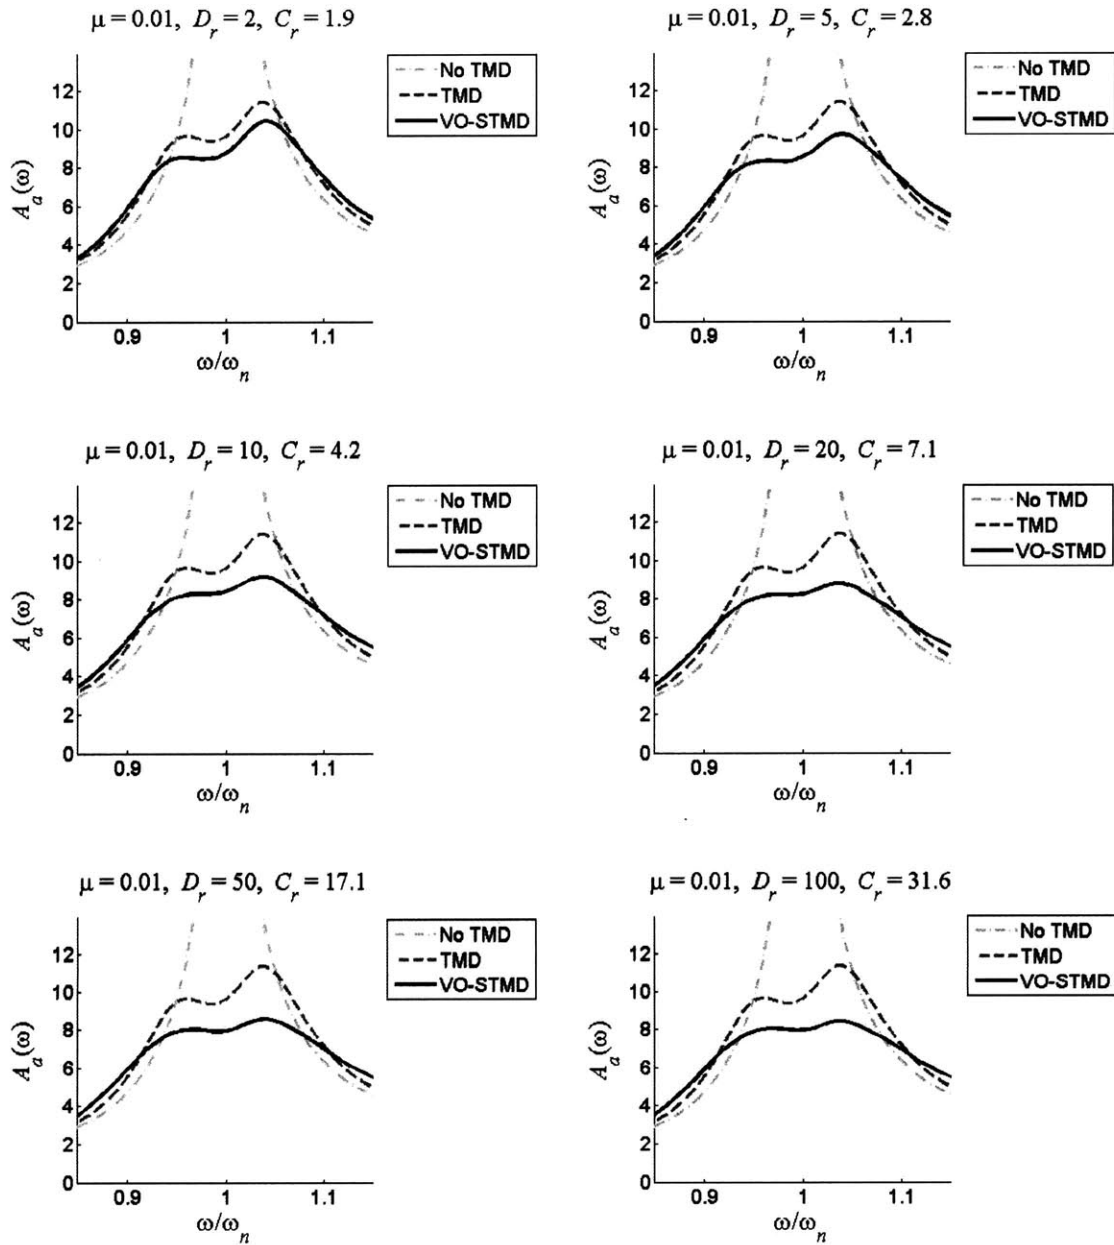 μ = 0.01, D_r = 2, C_r = 1.9
No TMD
TMD
VO-STMD
12
10
8
6
4
2
0
A_a(ω)
0.9 1 1.1
ω/ω_n
μ = 0.01, D_r = 5, C_r = 2.8
No TMD
TMD
VO-STMD
12
10
8
6
4
2
0
A_a(ω)
0.9 1 1.1
ω/ω_n
μ = 0.01, D_r = 10, C_r = 4.2
No TMD
TMD
VO-STMD
12
10
8
6
4
2
0
A_a(ω)
0.9 1 1.1
ω/ω_n
μ = 0.01, D_r = 20, C_r = 7.1
No TMD
TMD
VO-STMD
12
10
8
6
4
2
0
A_a(ω)
0.9 1 1.1
ω/ω_n
μ = 0.01, D_r = 50, C_r = 17.1
No TMD
TMD
VO-STMD
12
10
8
6
4
2
0
A_a(ω)
0.9 1 1.1
ω/ω_n
μ = 0.01, D_r = 100, C_r = 31.6
No TMD
TMD
VO-STMD
12
10
8
6
4
2
0
A_a(ω)
0.9 1 1.1
ω/ω_n